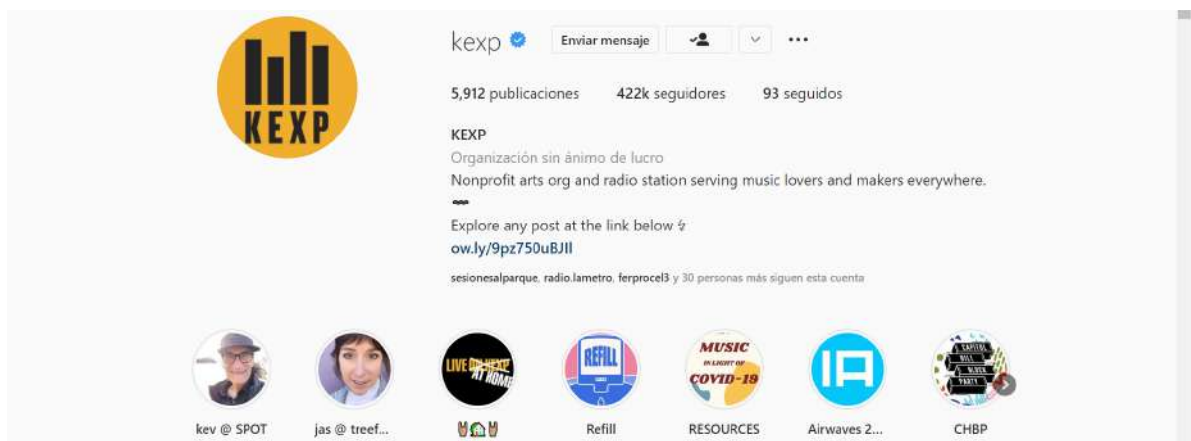 KEXP
kexp
Enviar mensaje
5,912 publicaciones 422k seguidores 93 seguidos
KEXP
Organización sin ánimo de lucro
Nonprofit arts org and radio station serving music lovers and makers everywhere.
Explore any post at the link below
ow.ly/9pz750uBJIl
sesionesalparque, radio.lametro, ferprocel3 y 30 personas más siguen esta cuenta
LIVE ON KEXP
AT HOME
REFILL
MUSIC
IN LIGHT OF
COVID-19
CAPITOL
HILL
BLOCK
PARTY
kev @ SPOT jas @ treef... Refill RESOURCES Airwaves 2... CHBP